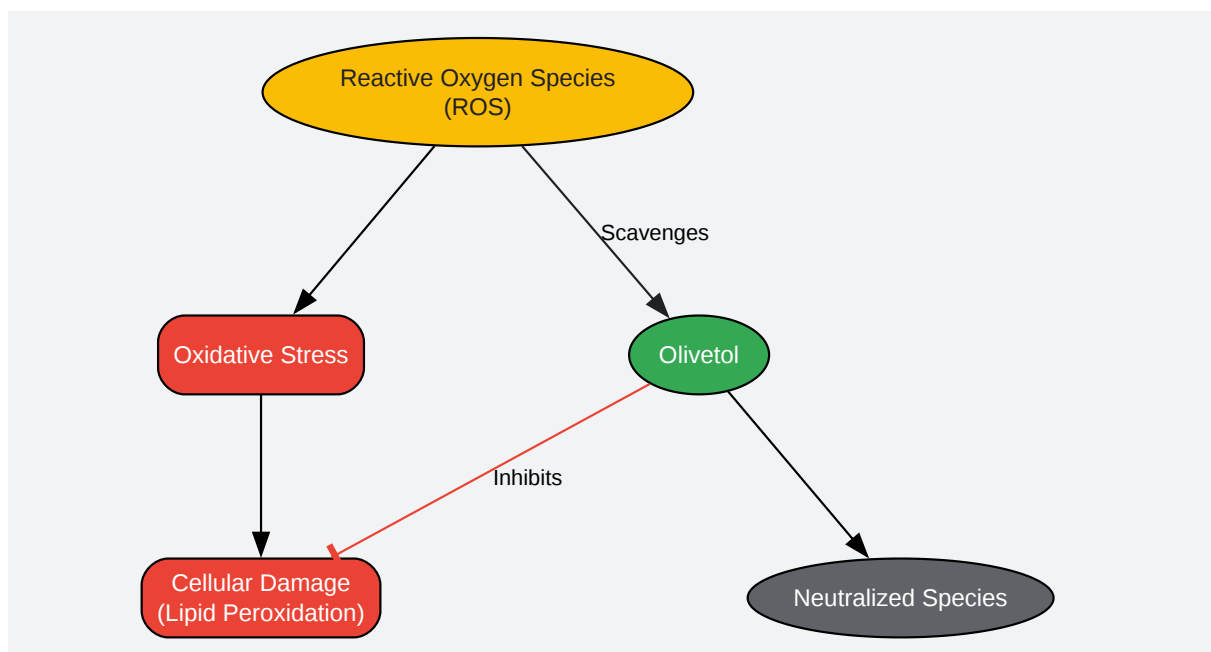 Reactive Oxygen Species
(ROS)
Scavenges
Oxidative Stress
Olivetol
Inhibits
Cellular Damage
(Lipid Peroxidation)
Neutralized Species